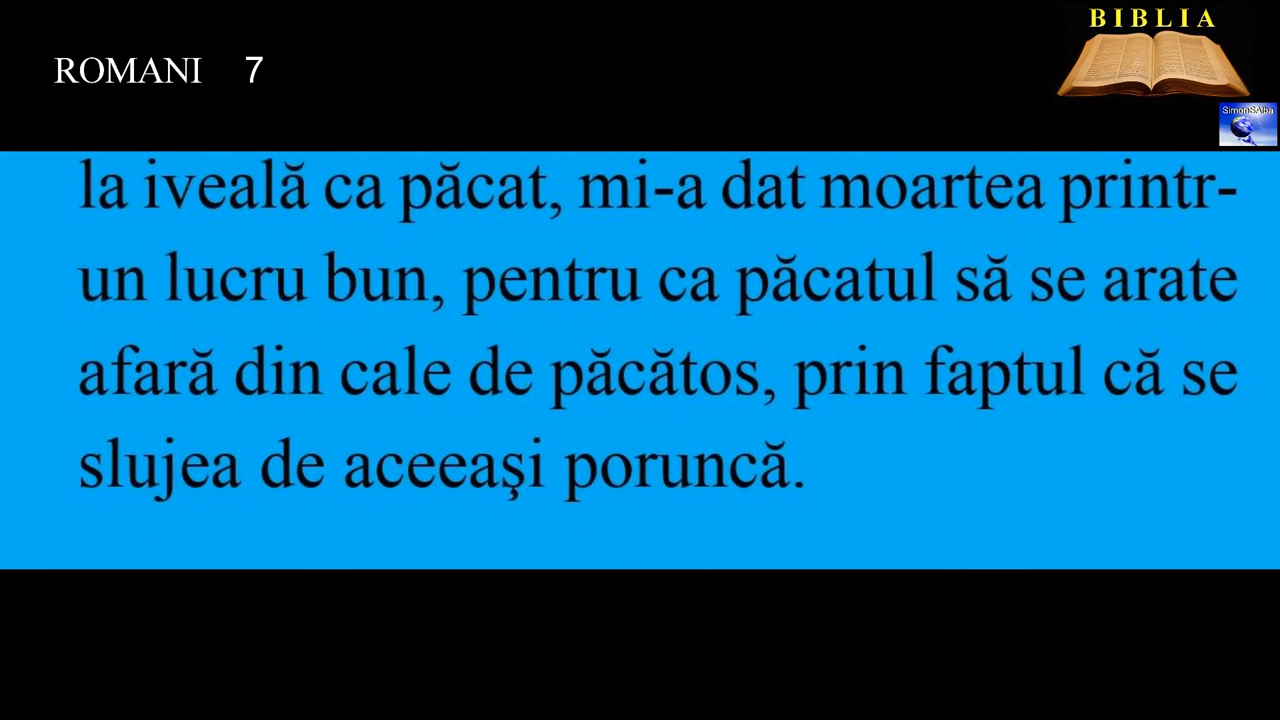 BIBLIA
ROMANI 7
SimonSAlba
la iveală ca păcat, mi-a dat moartea printr-
un lucru bun, pentru ca păcatul să se arate
afară din cale de păcătos, prin faptul că se
slujea de aceeaşi poruncă.